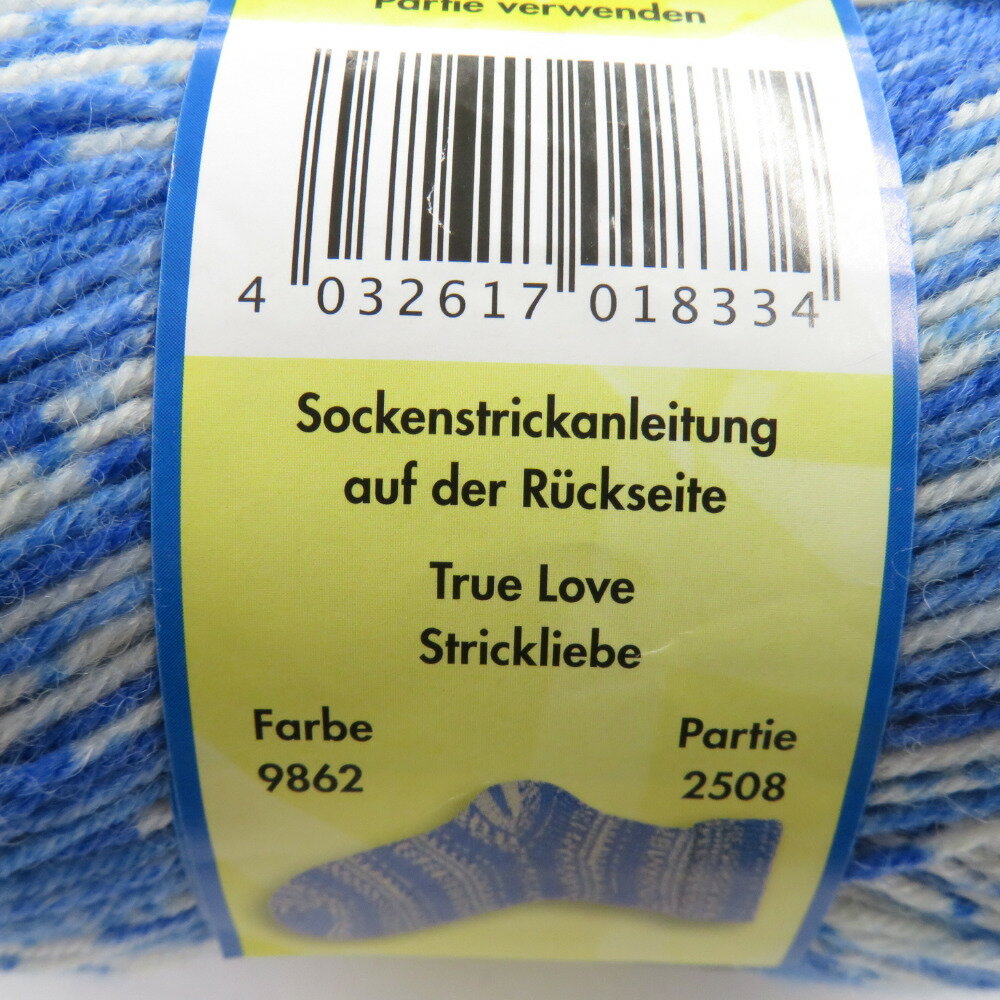 Partie verwenden
4 032617 018334
Sockenstrickanleitung
auf der Rückseite
True Love
Strickliebe
Farbe
9862
Partie
2508